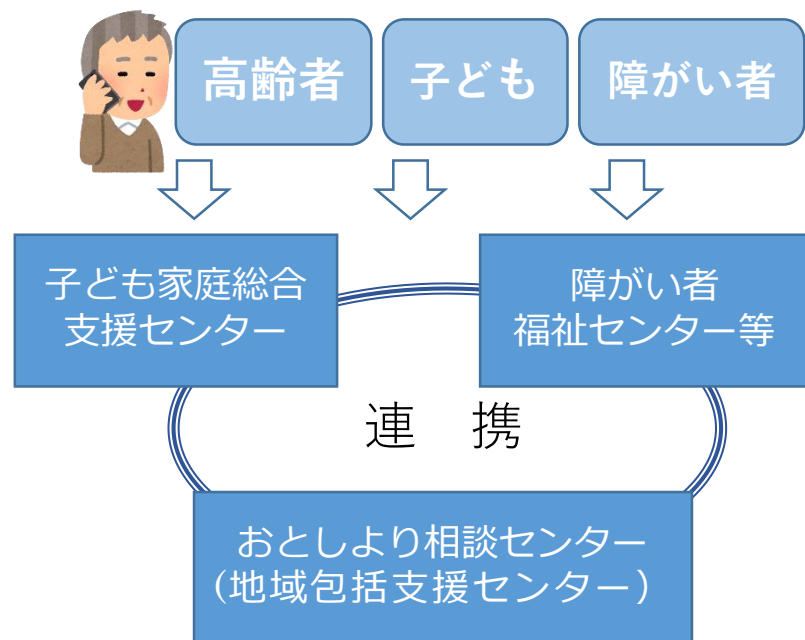 高齢者
子ども
障がい者
子ども家庭総合
支援センター
障がい者
福祉センター等
連　携
おとしより相談センター
(地域包括支援センター）